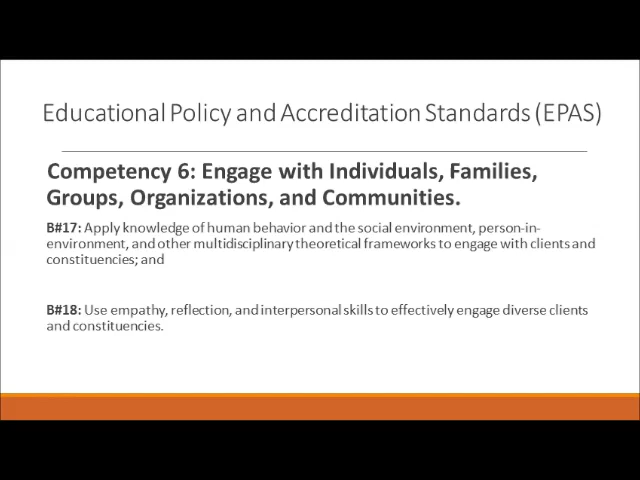 Educational Policy and Accreditation Standards (EPAS)
Competency 6: Engage with Individuals, Families,
Groups, Organizations, and Communities.
B#17: Apply knowledge of human behavior and the social environment, person-in-
environment, and other multidisciplinary theoretical frameworks to engage with clients and
constituencies; and
B#18: Use empathy, reflection, and interpersonal skills to effectively engage diverse clients
and constituencies.